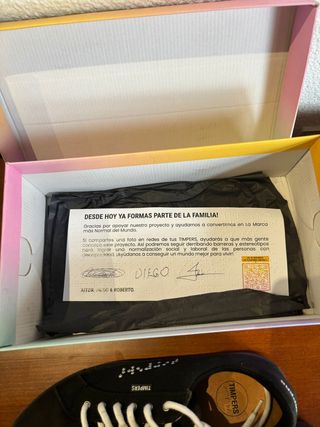 DESDE HOY YA FORMAS PARTE DE LA FAMILIA!
Gracias por apoyar nuestro proyecto y ayudarnos a convertirnos en La Marca
más Normal del Mundo.
Si compartes una foto en redes de tus TIMPERS, ayudarás a que más gente
conozca este proyecto. Así podremos seguir derribando barreras y estereotipos
para lograr una normalización social y laboral de las personas con
discapacidad. ¡Ayúdanos a conseguir un mundo mejor para vivir!
DIEGO
AITOR, DIEGO & ROBERTO.
TIMPERS
TIMPERS